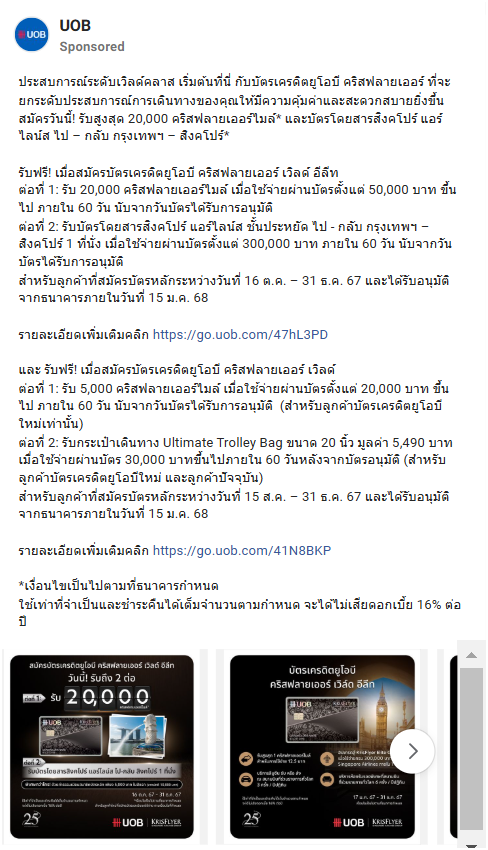 UOB
UOB
Sponsored
ประสบการณ์ระดับเวิลด์คลาส เริ่มต้นที่นี่ กับบัตรเครดิตยูโอบี คริสฟลายเออร์ ที่จะ
ยกระดับประสบการณ์การเดินทางของคุณให้มีความคุ้มค่าและสะดวกสบายยิ่งขึ้น
สมัครวันนี้! รับสูงสุด 20,000 คริสฟลายเออร์ไมล์* และบัตรโดยสารสิงคโปร์ แอร์
ไลน์ส ไป – กลับ กรุงเทพฯ – สิงคโปร์*
รับฟรี! เมื่อสมัครบัตรเครดิตยูโอบี คริสฟลายเออร์ เวิลด์ อีลีท
ต่อที่ 1: รับ 20,000 คริสฟลายเออร์ไมล์ เมื่อใช้จ่ายผ่านบัตรตั้งแต่ 50,000 บาท ขึ้น
ไป ภายใน 60 วัน นับจากวันบัตรได้รับการอนุมัติ
ต่อที่ 2: รับบัตรโดยสารสิงคโปร์ แอร์ไลน์ส ชั้นประหยัด ไป - กลับ กรุงเทพฯ –
สิงคโปร์ 1 ที่นั่ง เมื่อใช้จ่ายผ่านบัตรตั้งแต่ 300,000 บาท ภายใน 60 วัน นับจากวัน
บัตรได้รับการอนุมัติ
สำหรับลูกค้าที่สมัครบัตรหลักระหว่างวันที่ 16 ต.ค. – 31 ธ.ค. 67 และได้รับอนุมัติ
จากธนาคารภายในวันที่ 15 ม.ค. 68
รายละเอียดเพิ่มเติมคลิก https://go.uob.com/47hL3PD
และ รับฟรี! เมื่อสมัครบัตรเครดิตยูโอบี คริสฟลายเออร์ เวิลด์
ต่อที่ 1: รับ 5,000 คริสฟลายเออร์ไมล์ เมื่อใช้จ่ายผ่านบัตรตั้งแต่ 20,000 บาท ขึ้น
ไป ภายใน 60 วัน นับจากวันบัตรได้รับการอนุมัติ (สำหรับลูกค้าบัตรเครดิตยูโอบี
ใหม่เท่านั้น)
ต่อที่ 2: รับกระเป๋าเดินทาง Ultimate Trolley Bag ขนาด 20 นิ้ว มูลค่า 5,490 บาท
เมื่อใช้จ่ายผ่านบัตร 30,000 บาทขึ้นไปภายใน 60 วันหลังจากบัตรอนุมัติ (สำหรับ
ลูกค้าบัตรเครดิตยูโอบีใหม่ และลูกค้าปัจจุบัน)
สำหรับลูกค้าที่สมัครบัตรหลักระหว่างวันที่ 15 ส.ค. – 31 ธ.ค. 67 และได้รับอนุมัติ
จากธนาคารภายในวันที่ 15 ม.ค. 68
รายละเอียดเพิ่มเติมคลิก https://go.uob.com/41N8BKP
*เงื่อนไขเป็นไปตามที่ธนาคารกำหนด
ใช้เท่าที่จำเป็นและชำระคืนได้เต็มจำนวนตามกำหนด จะได้ไม่เสียดอกเบี้ย 16% ต่อ
ปี
สมัครบัตรเครดิตยูโอบี คริสฟลายเออร์ เวิลด์ อีลีท
วันนี้! รับถึง 2 ต่อ
ต่อที่ 1 รับ 20,000
UOB
ต่อที่ 2
รับบัตรโดยสารสิงคโปร์ แอร์ไลน์ส ไป-กลับ สิงคโปร์ 1 ที่นั่ง
16 ต.ค. 67 - 31 ธ.ค. 67
25
UOB KRISFLYER
บัตรเครดิตยูโอบี
คริสฟลายเออร์ เวิลด์ อีลีท
UOB
25
UOB KRISFLYER